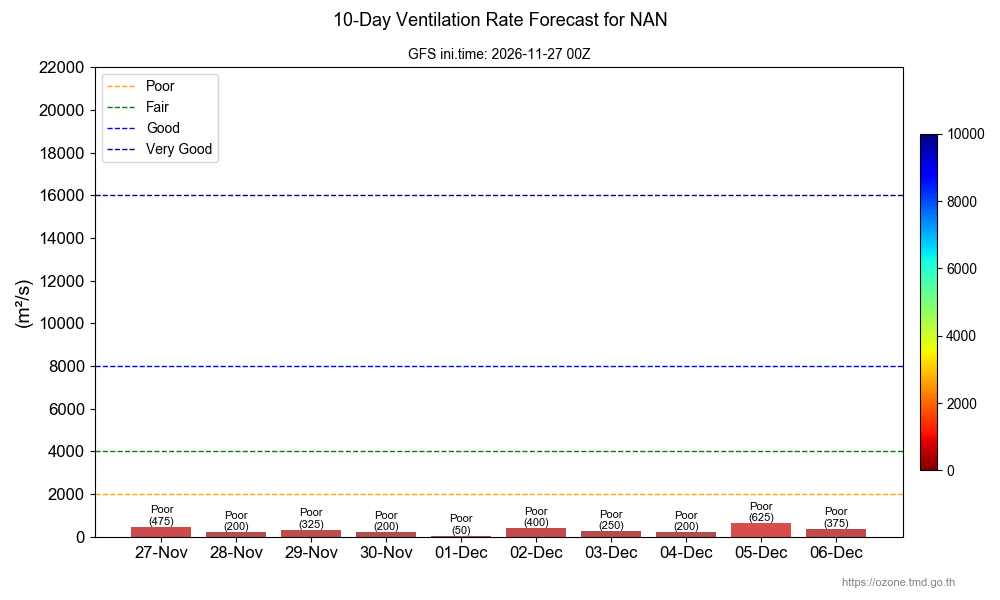 10-Day Ventilation Rate Forecast for NAN
GFS ini.time: 2026-11-27 00Z
(m²/s)
22000
20000
18000
16000
14000
12000
10000
8000
6000
4000
2000
0
Poor
Fair
Good
Very Good
Poor
(475)
Poor
(200)
Poor
(325)
Poor
(200)
Poor
(50)
Poor
(400)
Poor
(250)
Poor
(200)
Poor
(625)
Poor
(375)
27-Nov 28-Nov 29-Nov 30-Nov 01-Dec 02-Dec 03-Dec 04-Dec 05-Dec 06-Dec
10000
8000
6000
4000
2000
0
https://ozone.tmd.go.th